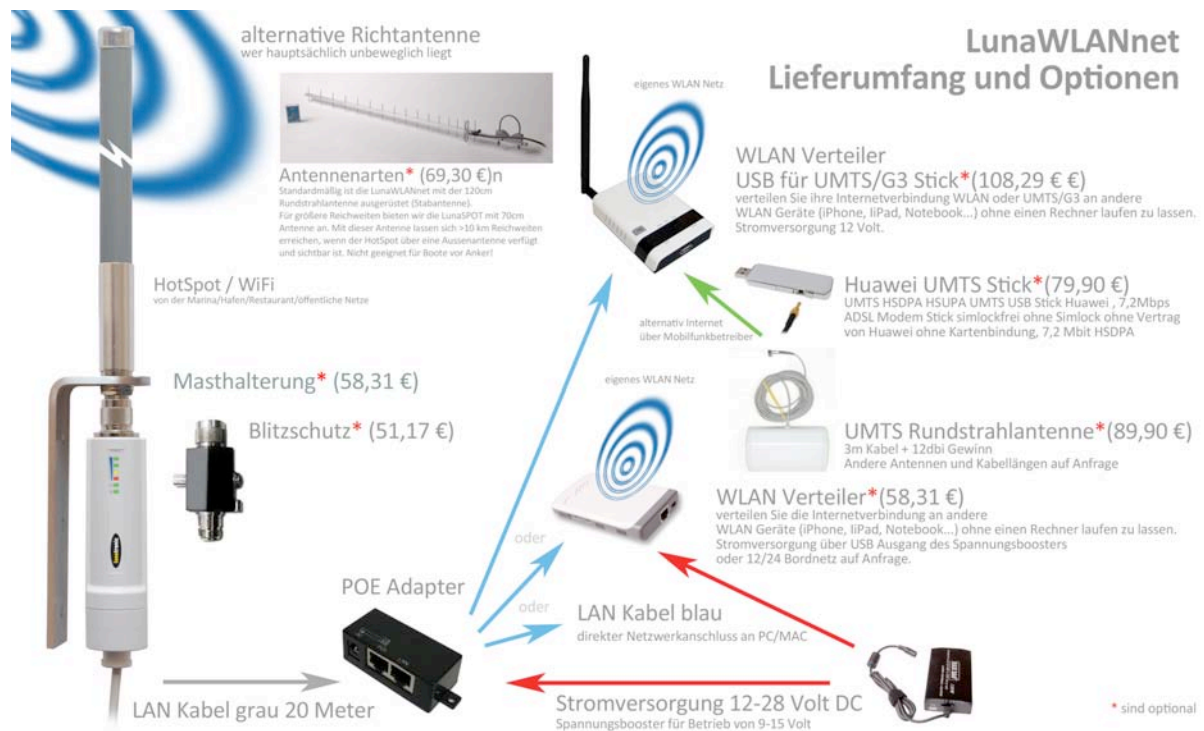 alternative Richtantenne
wer hauptsächlich unbeweglich liegt
LunaWLANnet
Lieferumfang und Optionen
eigenes WLAN Netz
Antennenarten* (69,30 €)n
Standardmäßig ist die LunaWLANnet mit der 120cm
Rundstrahlantenne ausgerüstet (Stabantenne).
Für größere Reichweiten bieten wir die LunaSPOT mit 70cm
Antenne an. Mit dieser Antenne lassen sich >10 km Reichweiten
erreichen, wenn der HotSpot über eine Aussenantenne verfügt
und sichtbar ist. Nicht geeignet für Boote vor Anker!
WLAN Verteiler
USB für UMTS/G3 Stick*(108,29 € €)
verteilen Sie ihre Internetverbindung WLAN oder UMTS/G3 an andere
WLAN Geräte (iPhone, IiPad, Notebook...) ohne einen Rechner laufen zu lassen.
Stromversorgung 12 Volt.
HotSpot / WiFi
von der Marina/Hafen/Restaurant/öffentliche Netze
Huawei UMTS Stick*(79,90 €)
UMTS HSDPA HSUPA UMTS USB Stick Huawei , 7,2Mbps
ADSL Modem Stick simlockfrei ohne Simlock ohne Vertrag
von Huawei ohne Kartenbindung, 7,2 Mbit HSDPA
alternativ Internet
über Mobilfunkbetreiber
Masthalterung* (58,31 €)
eigenes WLAN Netz
Blitzschutz* (51,17 €)
UMTS Rundstrahlantenne*(89,90 €)
3m Kabel + 12dbi Gewinn
Andere Antennen und Kabellängen auf Anfrage
WLAN Verteiler*(58,31 €)
verteilen Sie die Internetverbindung an andere
WLAN Geräte (iPhone, IiPad, Notebook...) ohne einen Rechner laufen zu lassen.
Stromversorgung über USB Ausgang des Spannungsboosters
oder 12/24 Bordnetz auf Anfrage.
oder
POE Adapter
oder
LAN Kabel blau
direkter Netzwerkanschluss an PC/MAC
LAN Kabel grau 20 Meter
Stromversorgung 12-28 Volt DC
Spannungsbooster für Betrieb von 9-15 Volt
* sind optional